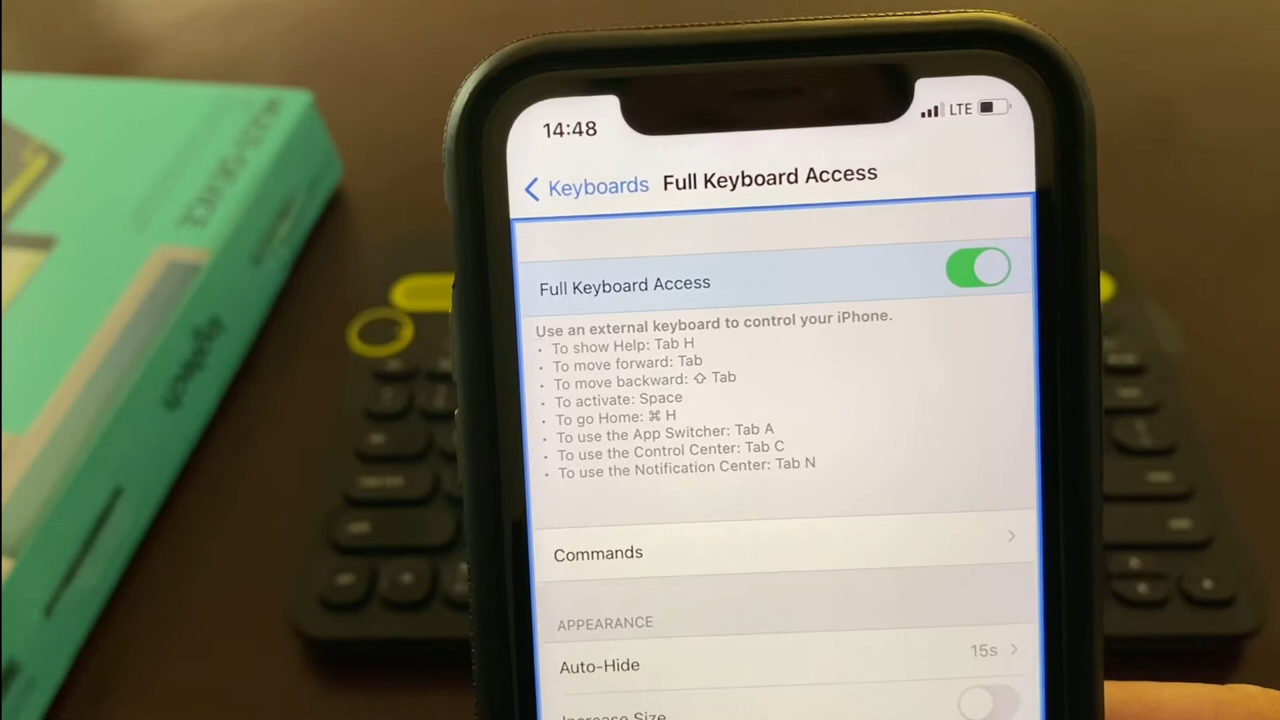 14:48
LTE
Keyboards
Full Keyboard Access
Full Keyboard Access
Use an external keyboard to control your iPhone.
• To show Help: Tab H
• To move forward: Tab
• To move backward: ⇧ Tab
• To activate: Space
• To go Home: ⌘ H
• To use the App Switcher: Tab A
• To use the Control Center: Tab C
• To use the Notification Center: Tab N
Commands
APPEARANCE
Auto-Hide
15s
Increase Size